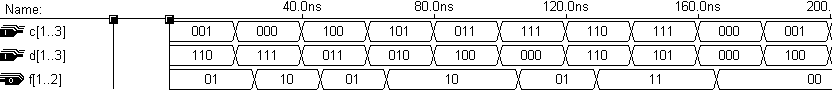 Name: 40.0ns 80.0ns 120.0ns 160.0ns 200.
c[1..3] 001 000 100 101 011 111 110 111 000 001
d[1..3] 110 111 011 010 100 000 110 101 000 100
f[1..2] 01 10 01 10 01 11 00